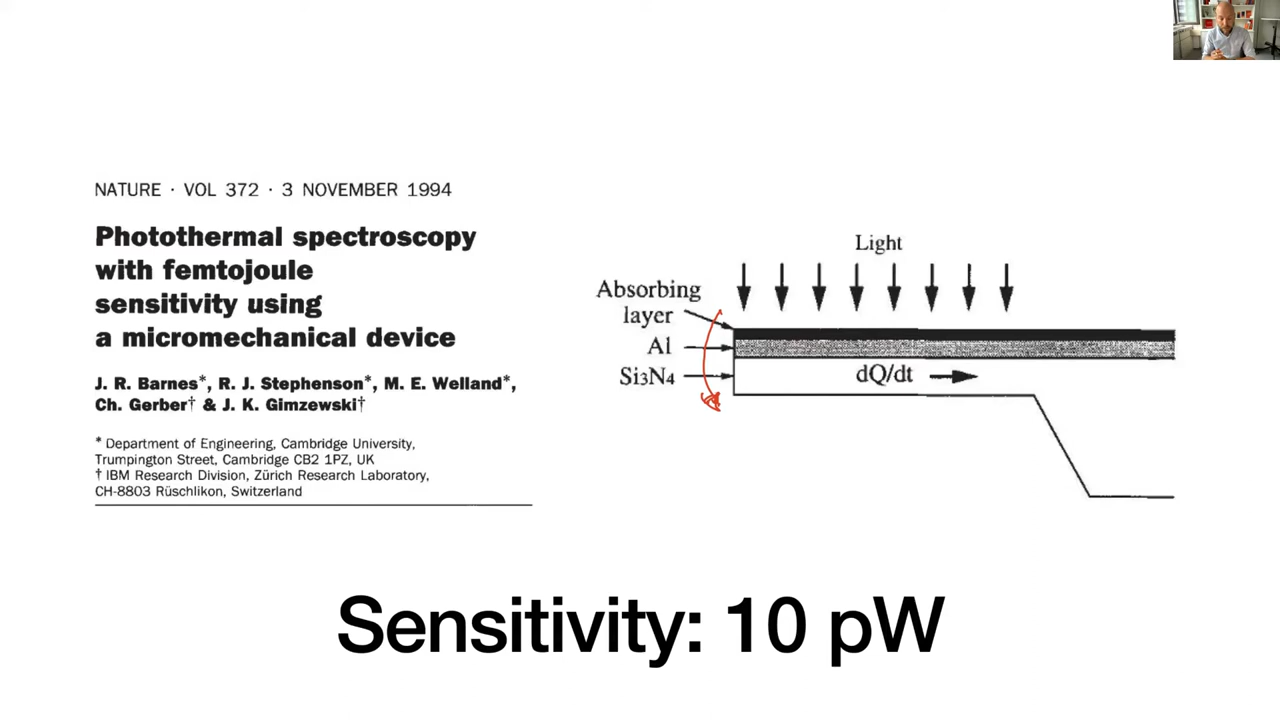 NATURE · VOL 372 · 3 NOVEMBER 1994
Photothermal spectroscopy
with femtojoule
sensitivity using
a micromechanical device
J. R. Barnes*, R. J. Stephenson*, M. E. Welland*,
Ch. Gerber† & J. K. Gimzewski†
* Department of Engineering, Cambridge University,
Trumpington Street, Cambridge CB2 1PZ, UK
† IBM Research Division, Zürich Research Laboratory,
CH-8803 Rüschlikon, Switzerland
Light
Absorbing
layer
Al
Si3N4
dQ/dt
Sensitivity: 10 pW